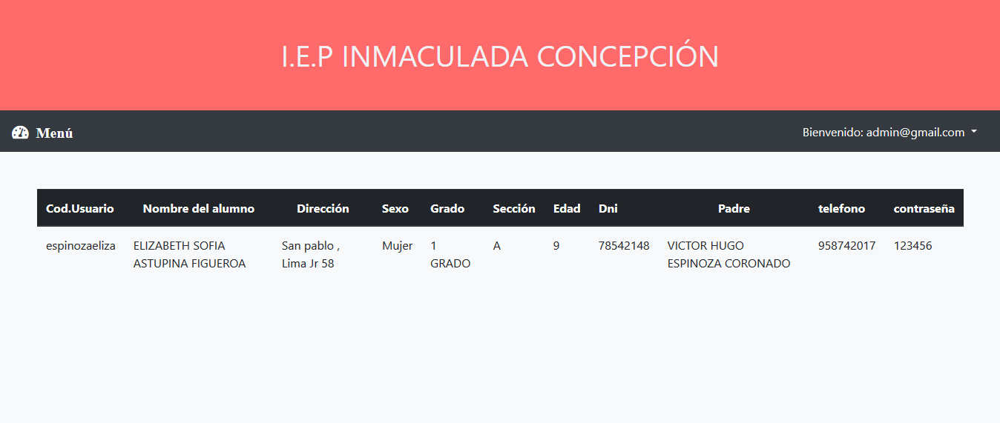 I.E.P INMACULADA CONCEPCIÓN
Menú
Bienvenido: admin@gmail.com
Cod.Usuario Nombre del alumno Dirección Sexo Grado Sección Edad Dni Padre telefono contraseña
espinozaeliza ELIZABETH SOFIA San pablo , Mujer 1 A 9 78542148 VICTOR HUGO 958742017 123456
ASTUPINA FIGUEROA Lima Jr 58 GRADO ESPINOZA CORONADO